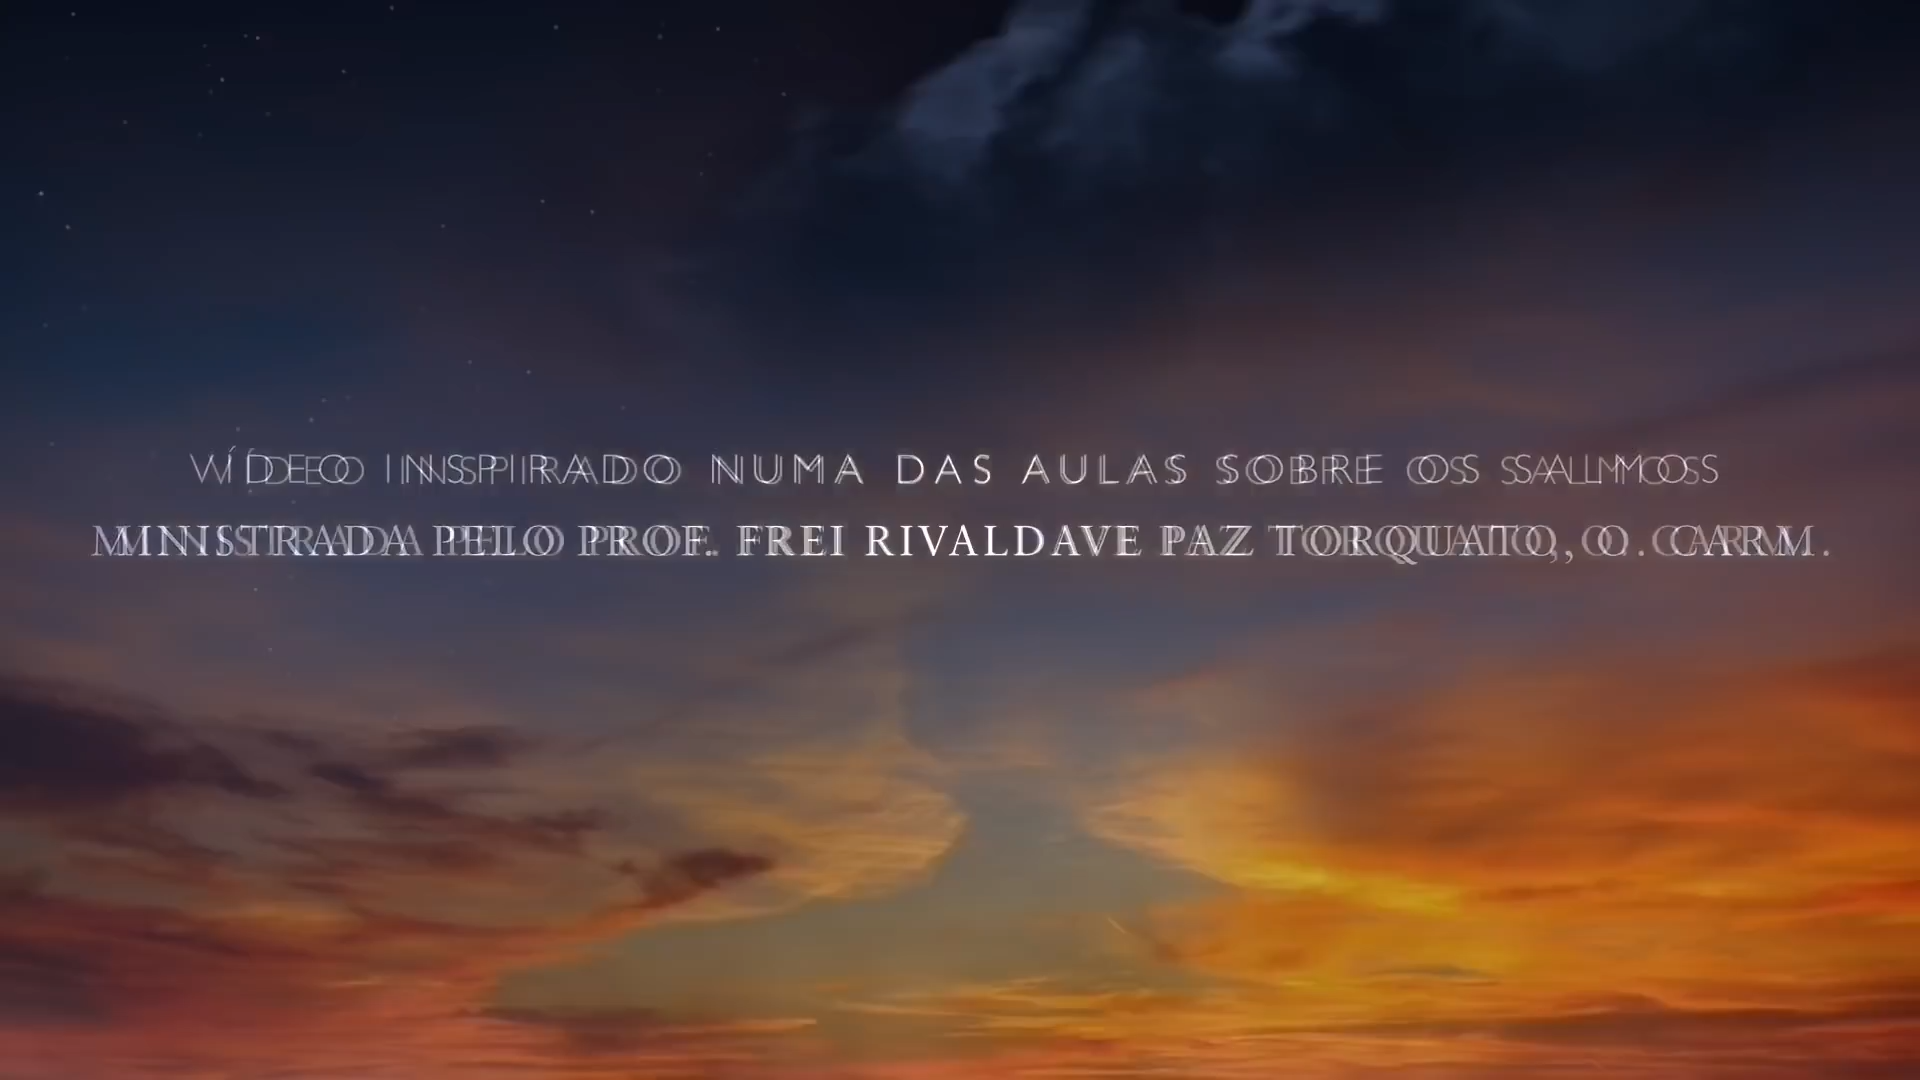 VÍDEO INSPIRADO NUMA DAS AULAS SOBRE OS SALMOS
MINISTRADA PELO PROF. FREI RIVALDAVE PAZ TORQUATO, O. CARM.